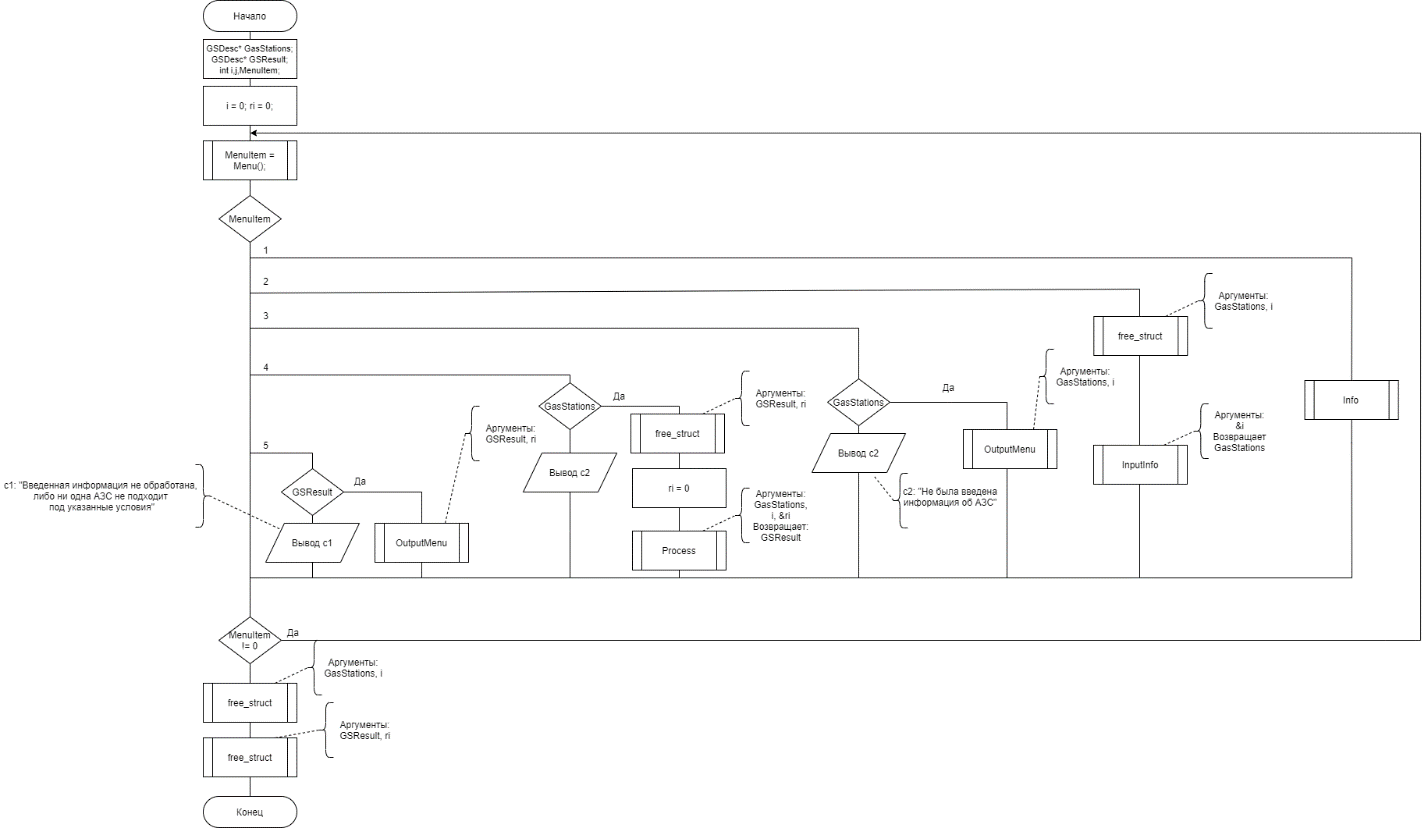 Начало
GSDesc* GasStations;
GSDesc* GSResult;
int i,j,MenuItem;
i = 0; ri = 0;
MenuItem =
Menu();
MenuItem
1
2
Аргументы:
GasStations, i
3
free_struct
4
Аргументы:
GasStations, i
GasStations
Да
Аргументы:
GSResult, ri
GasStations
Да
Info
Аргументы:
GSResult, ri
free_struct
Аргументы:
&i
Возвращает
GasStations
5
Вывод c2
OutputMenu
InputInfo
Вывод c2
c1: "Введенная информация не обработана,
либо ни одна АЗС не подходит
под указанные условия"
GSResult
Да
ri = 0
c2: "Не была введена
информация об АЗС"
Аргументы:
GasStations,
i, &ri
Возвращает:
GSResult
Вывод c1
OutputMenu
Process
MenuItem
!= 0
Да
Аргументы:
GasStations, i
free_struct
Аргументы:
GSResult, ri
free_struct
Конец